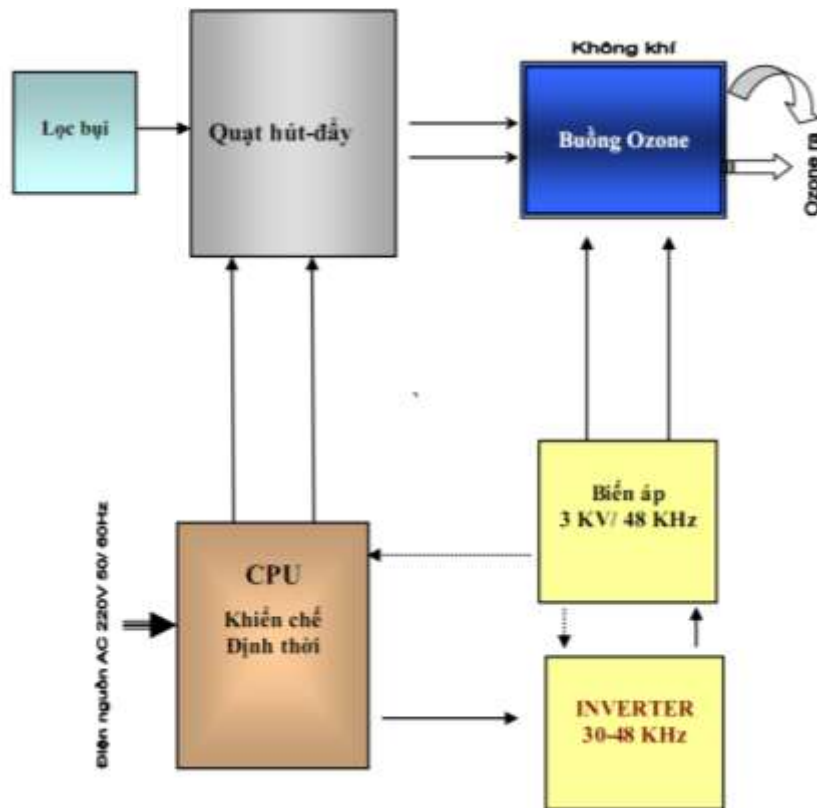 Không khí
Lọc bụi
Quạt hút-đẩy
Buồng Ozone
Ozone ra
Biến áp
3 KV/ 48 KHz
Điện nguồn AC 220V 50/ 60Hz
CPU
Khiển chế
Định thời
INVERTER
30-48 KHz